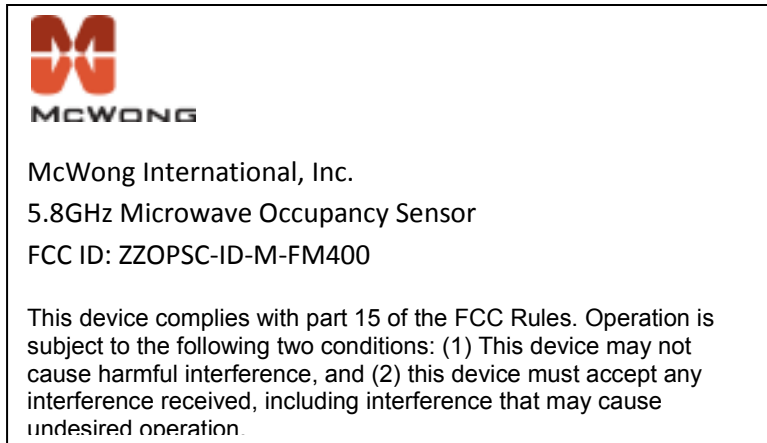 McWong
McWong International, Inc.
5.8GHz Microwave Occupancy Sensor
FCC ID: ZZOPSC-ID-M-FM400
This device complies with part 15 of the FCC Rules. Operation is
subject to the following two conditions: (1) This device may not
cause harmful interference, and (2) this device must accept any
interference received, including interference that may cause
undesired operation.